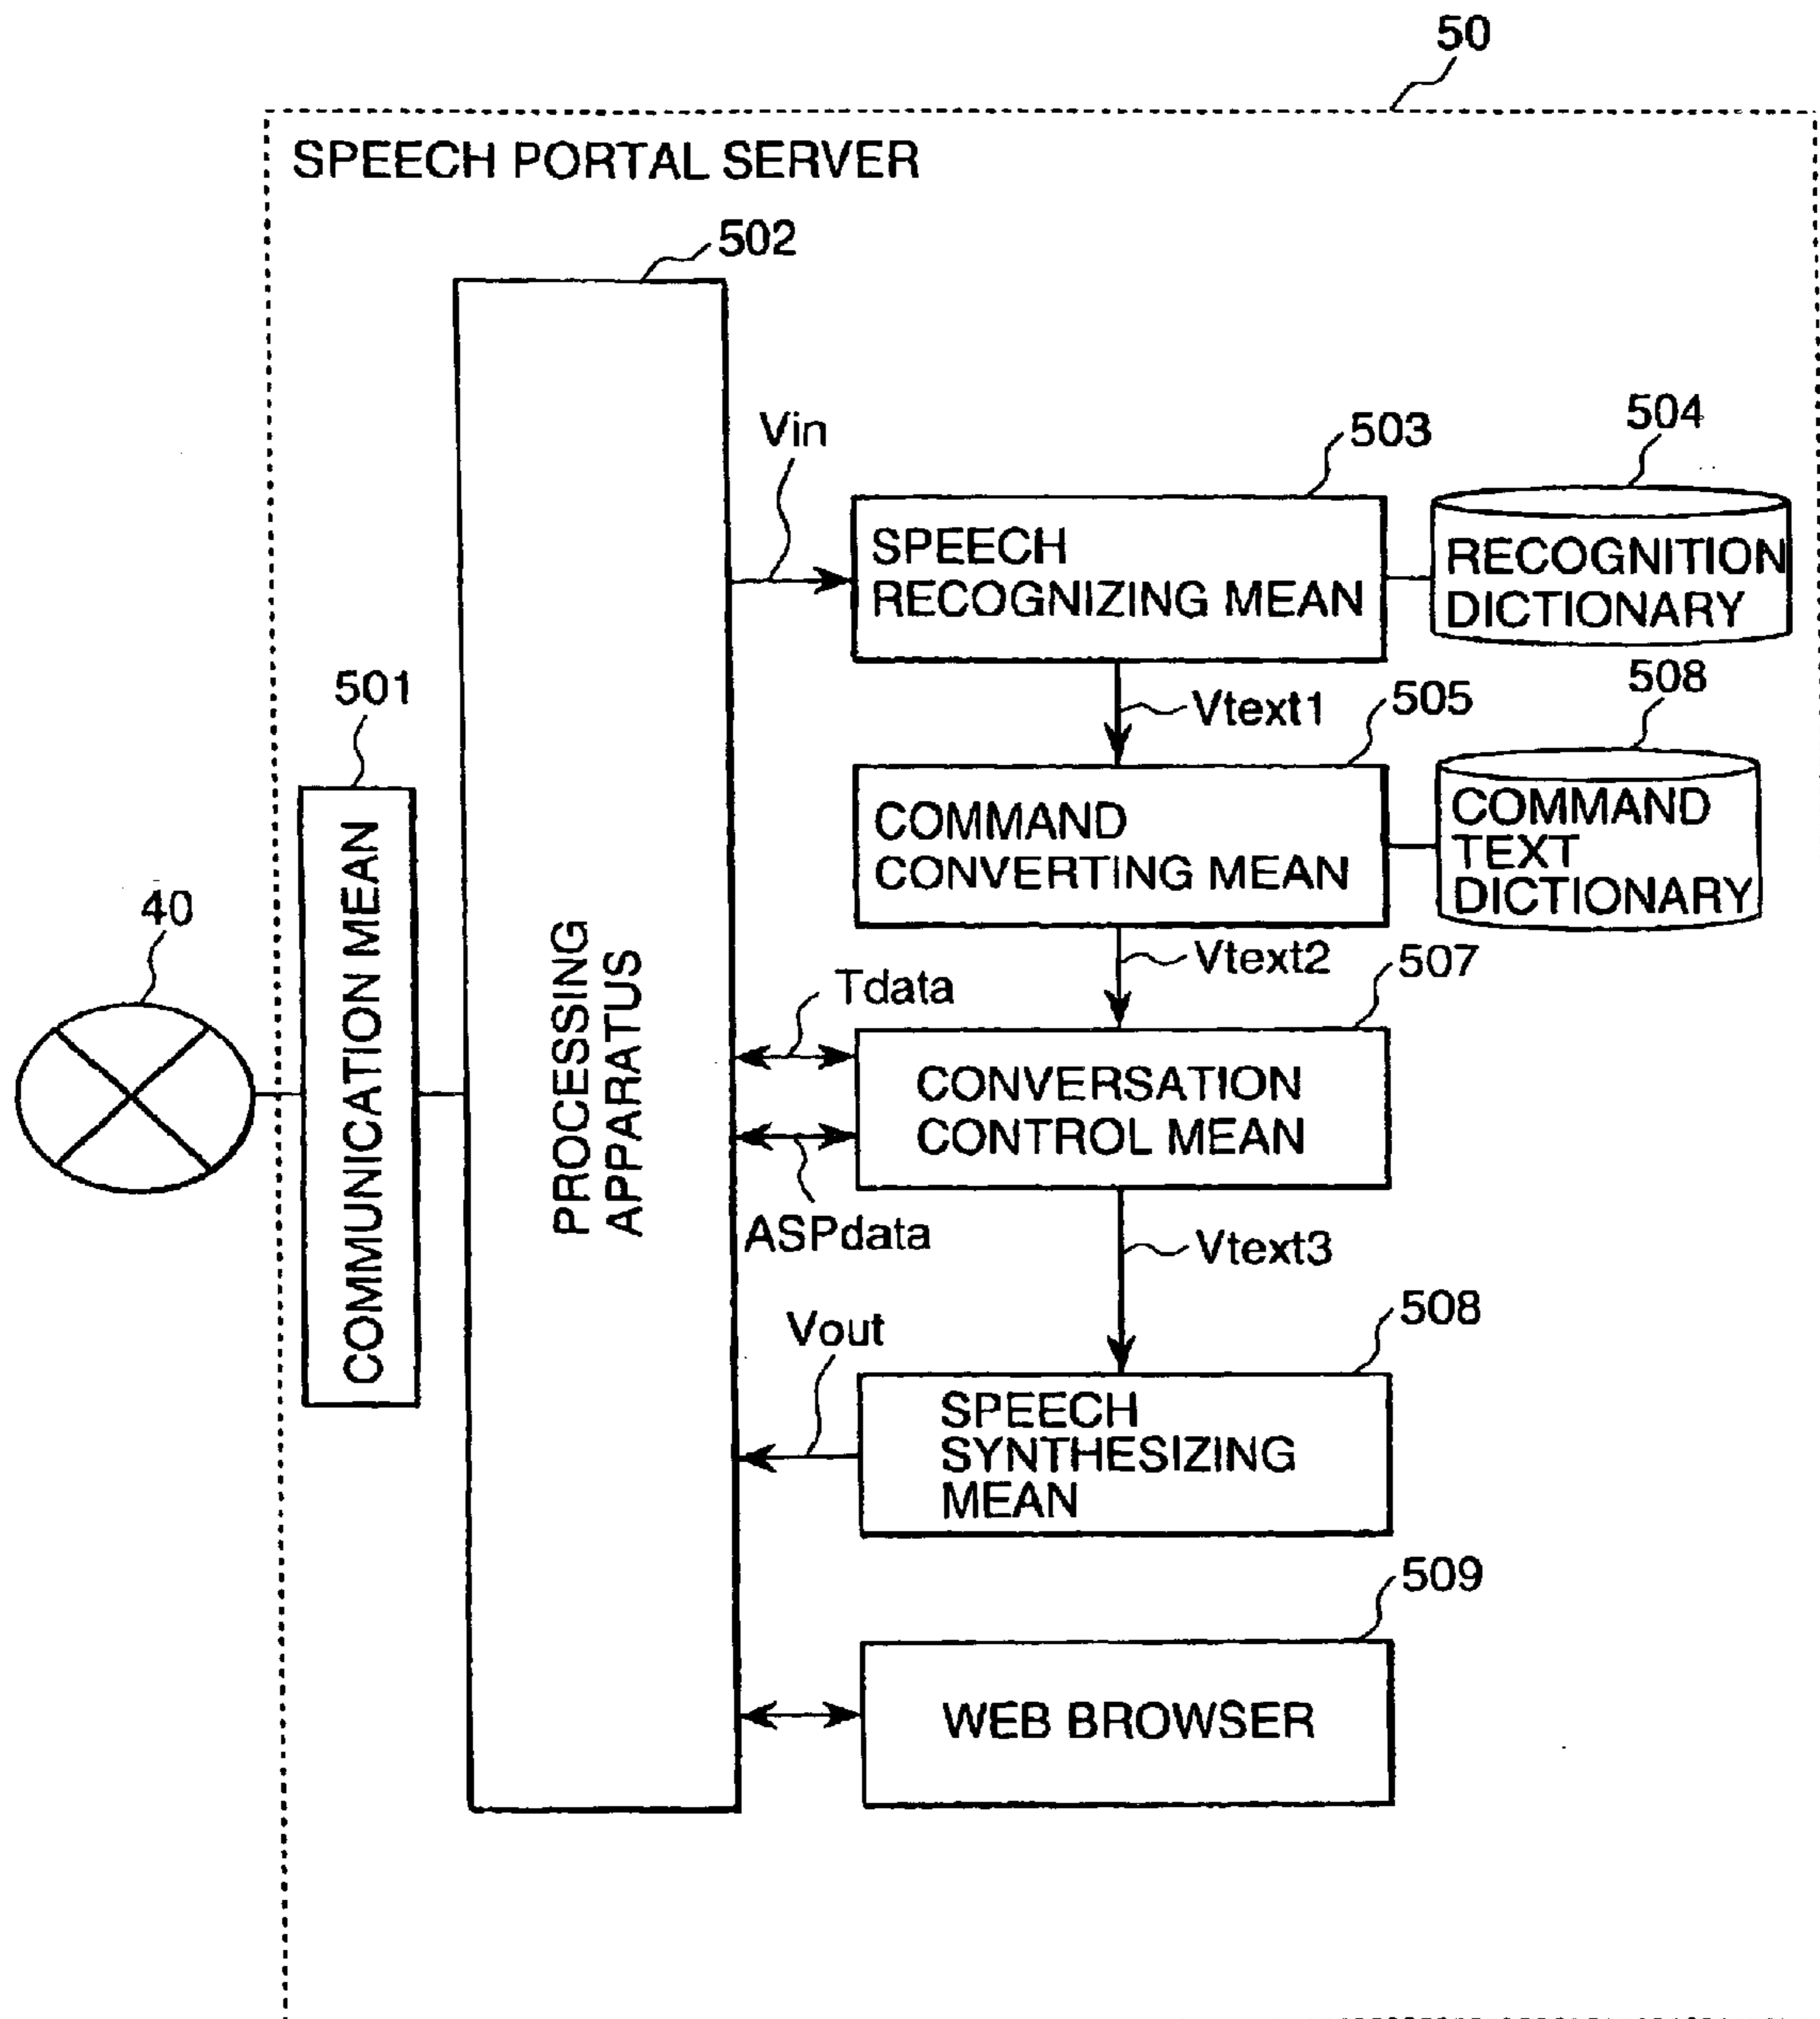 50
SPEECH PORTAL SERVER
502
Vin
503
504
SPEECH
RECOGNIZING MEAN
RECOGNITION
DICTIONARY
501
Vtext1
505
508
COMMUNICATION MEAN
COMMAND
CONVERTING MEAN
COMMAND
TEXT
DICTIONARY
40
PROCESSING
APPARATUS
Vtext2
507
Tdata
CONVERSATION
CONTROL MEAN
ASPdata
Vtext3
Vout
508
SPEECH
SYNTHESIZING
MEAN
509
WEB BROWSER